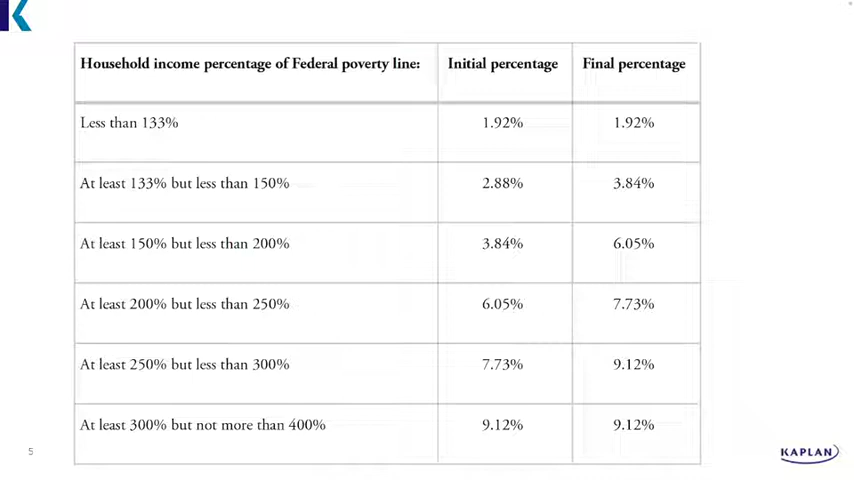 Household income percentage of Federal poverty line: Initial percentage Final percentage
Less than 133% 1.92% 1.92%
At least 133% but less than 150% 2.88% 3.84%
At least 150% but less than 200% 3.84% 6.05%
At least 200% but less than 250% 6.05% 7.73%
At least 250% but less than 300% 7.73% 9.12%
At least 300% but not more than 400% 9.12% 9.12%
5
KAPLAN